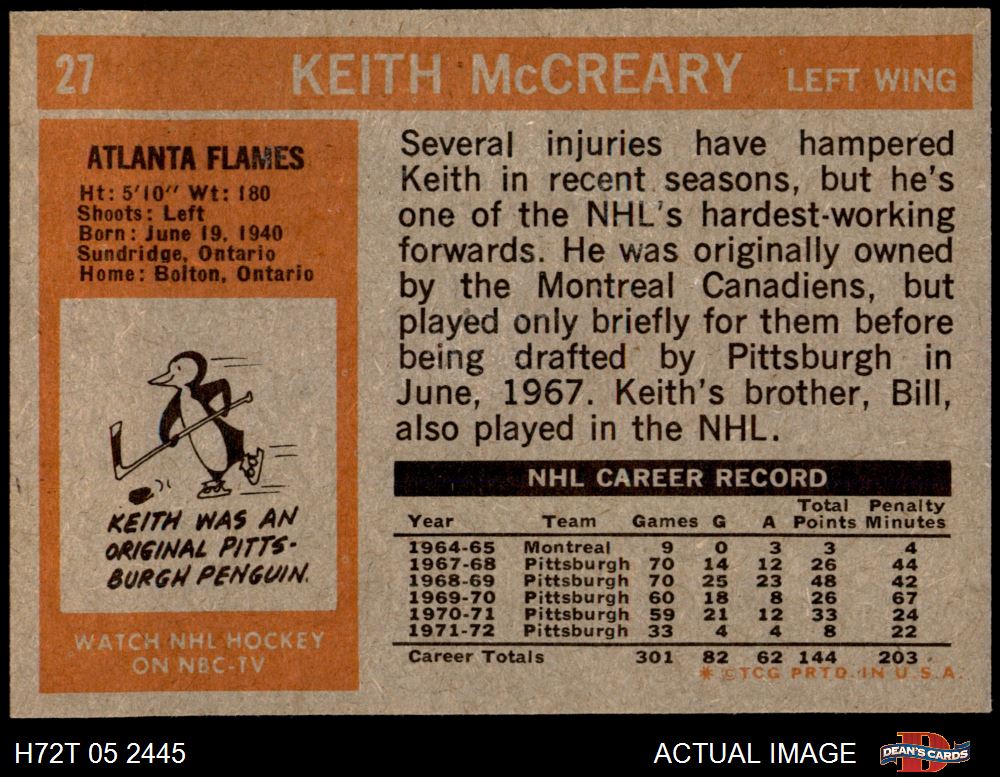 27 KEITH McCREARY LEFT WING
ATLANTA FLAMES
Ht: 5'10" Wt: 180
Shoots: Left
Born: June 19, 1940
Sundridge, Ontario
Home: Bolton, Ontario
KEITH WAS AN
ORIGINAL PITTS-
BURGH PENGUIN.
WATCH NHL HOCKEY
ON NBC-TV
Several injuries have hampered
Keith in recent seasons, but he's
one of the NHL's hardest-working
forwards. He was originally owned
by the Montreal Canadiens, but
played only briefly for them before
being drafted by Pittsburgh in
June, 1967. Keith's brother, Bill,
also played in the NHL.
NHL CAREER RECORD
Total Penalty
Year Team Games G A Points Minutes
1964-65 Montreal 9 0 3 3 4
1967-68 Pittsburgh 70 14 12 26 44
1968-69 Pittsburgh 70 25 23 48 42
1969-70 Pittsburgh 60 18 8 26 67
1970-71 Pittsburgh 59 21 12 33 24
1971-72 Pittsburgh 33 4 4 8 22
Career Totals 301 82 62 144 203
* © TCG PRTD. IN U.S.A.
H72T 05 2445 ACTUAL IMAGE DEAN'S CARDS